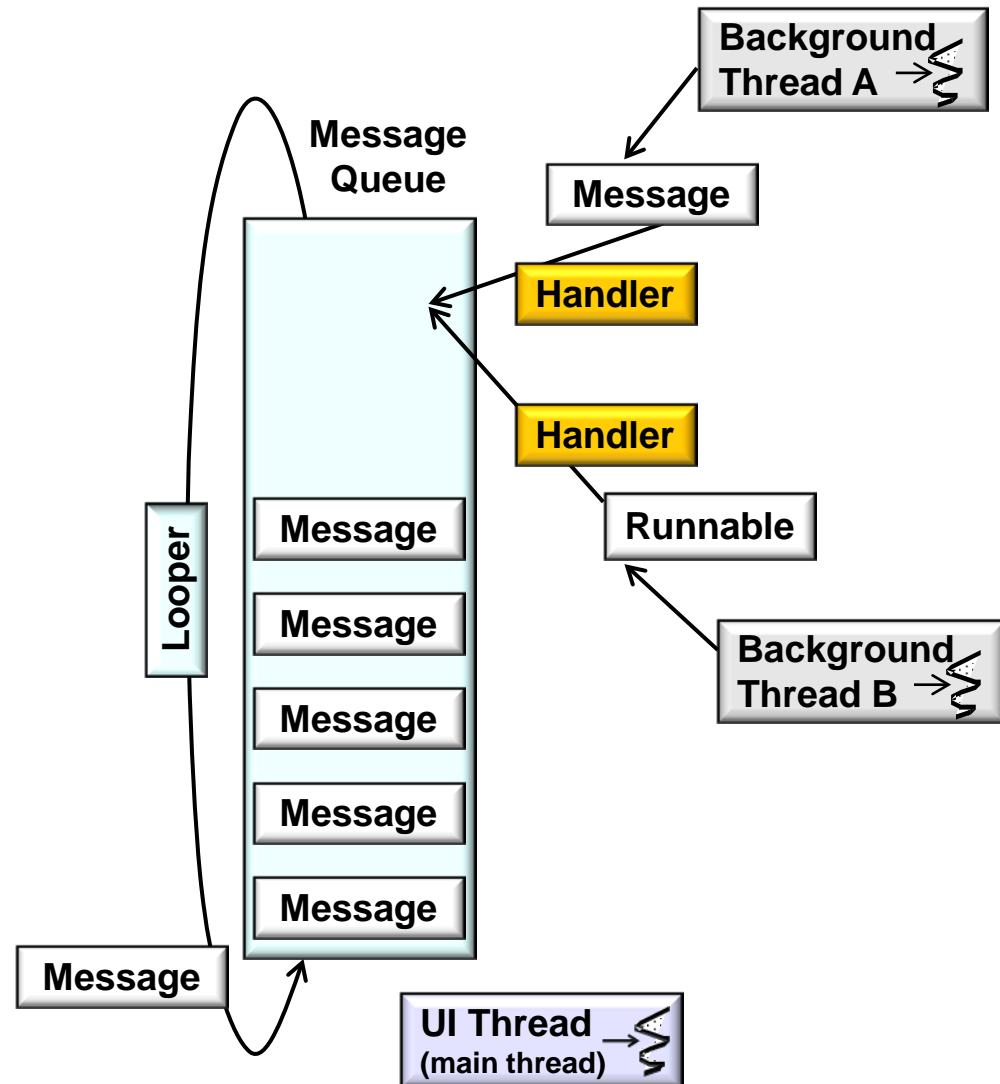 Background
Thread A
Message
Queue
Message
Handler
Handler
Message
Runnable
Looper
Message
Background
Thread B
Message
Message
Message
Message
UI Thread
(main thread)